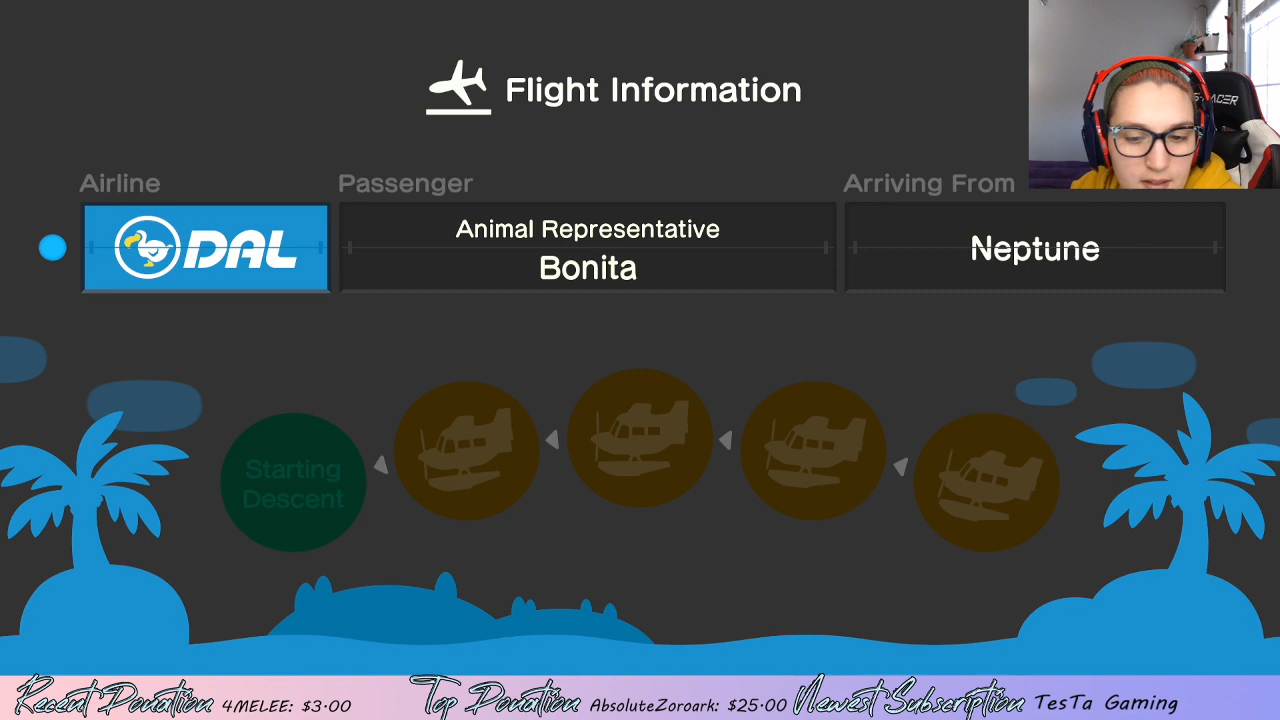 Flight Information
Airline
Passenger
Arriving From
DAL
Animal Representative
Bonita
Neptune
Starting
Descent
Recent Donation 4MELEE: $3.00
Top Donation AbsoluteZoroark: $25.00
Newest Subscription TesTa Gaming